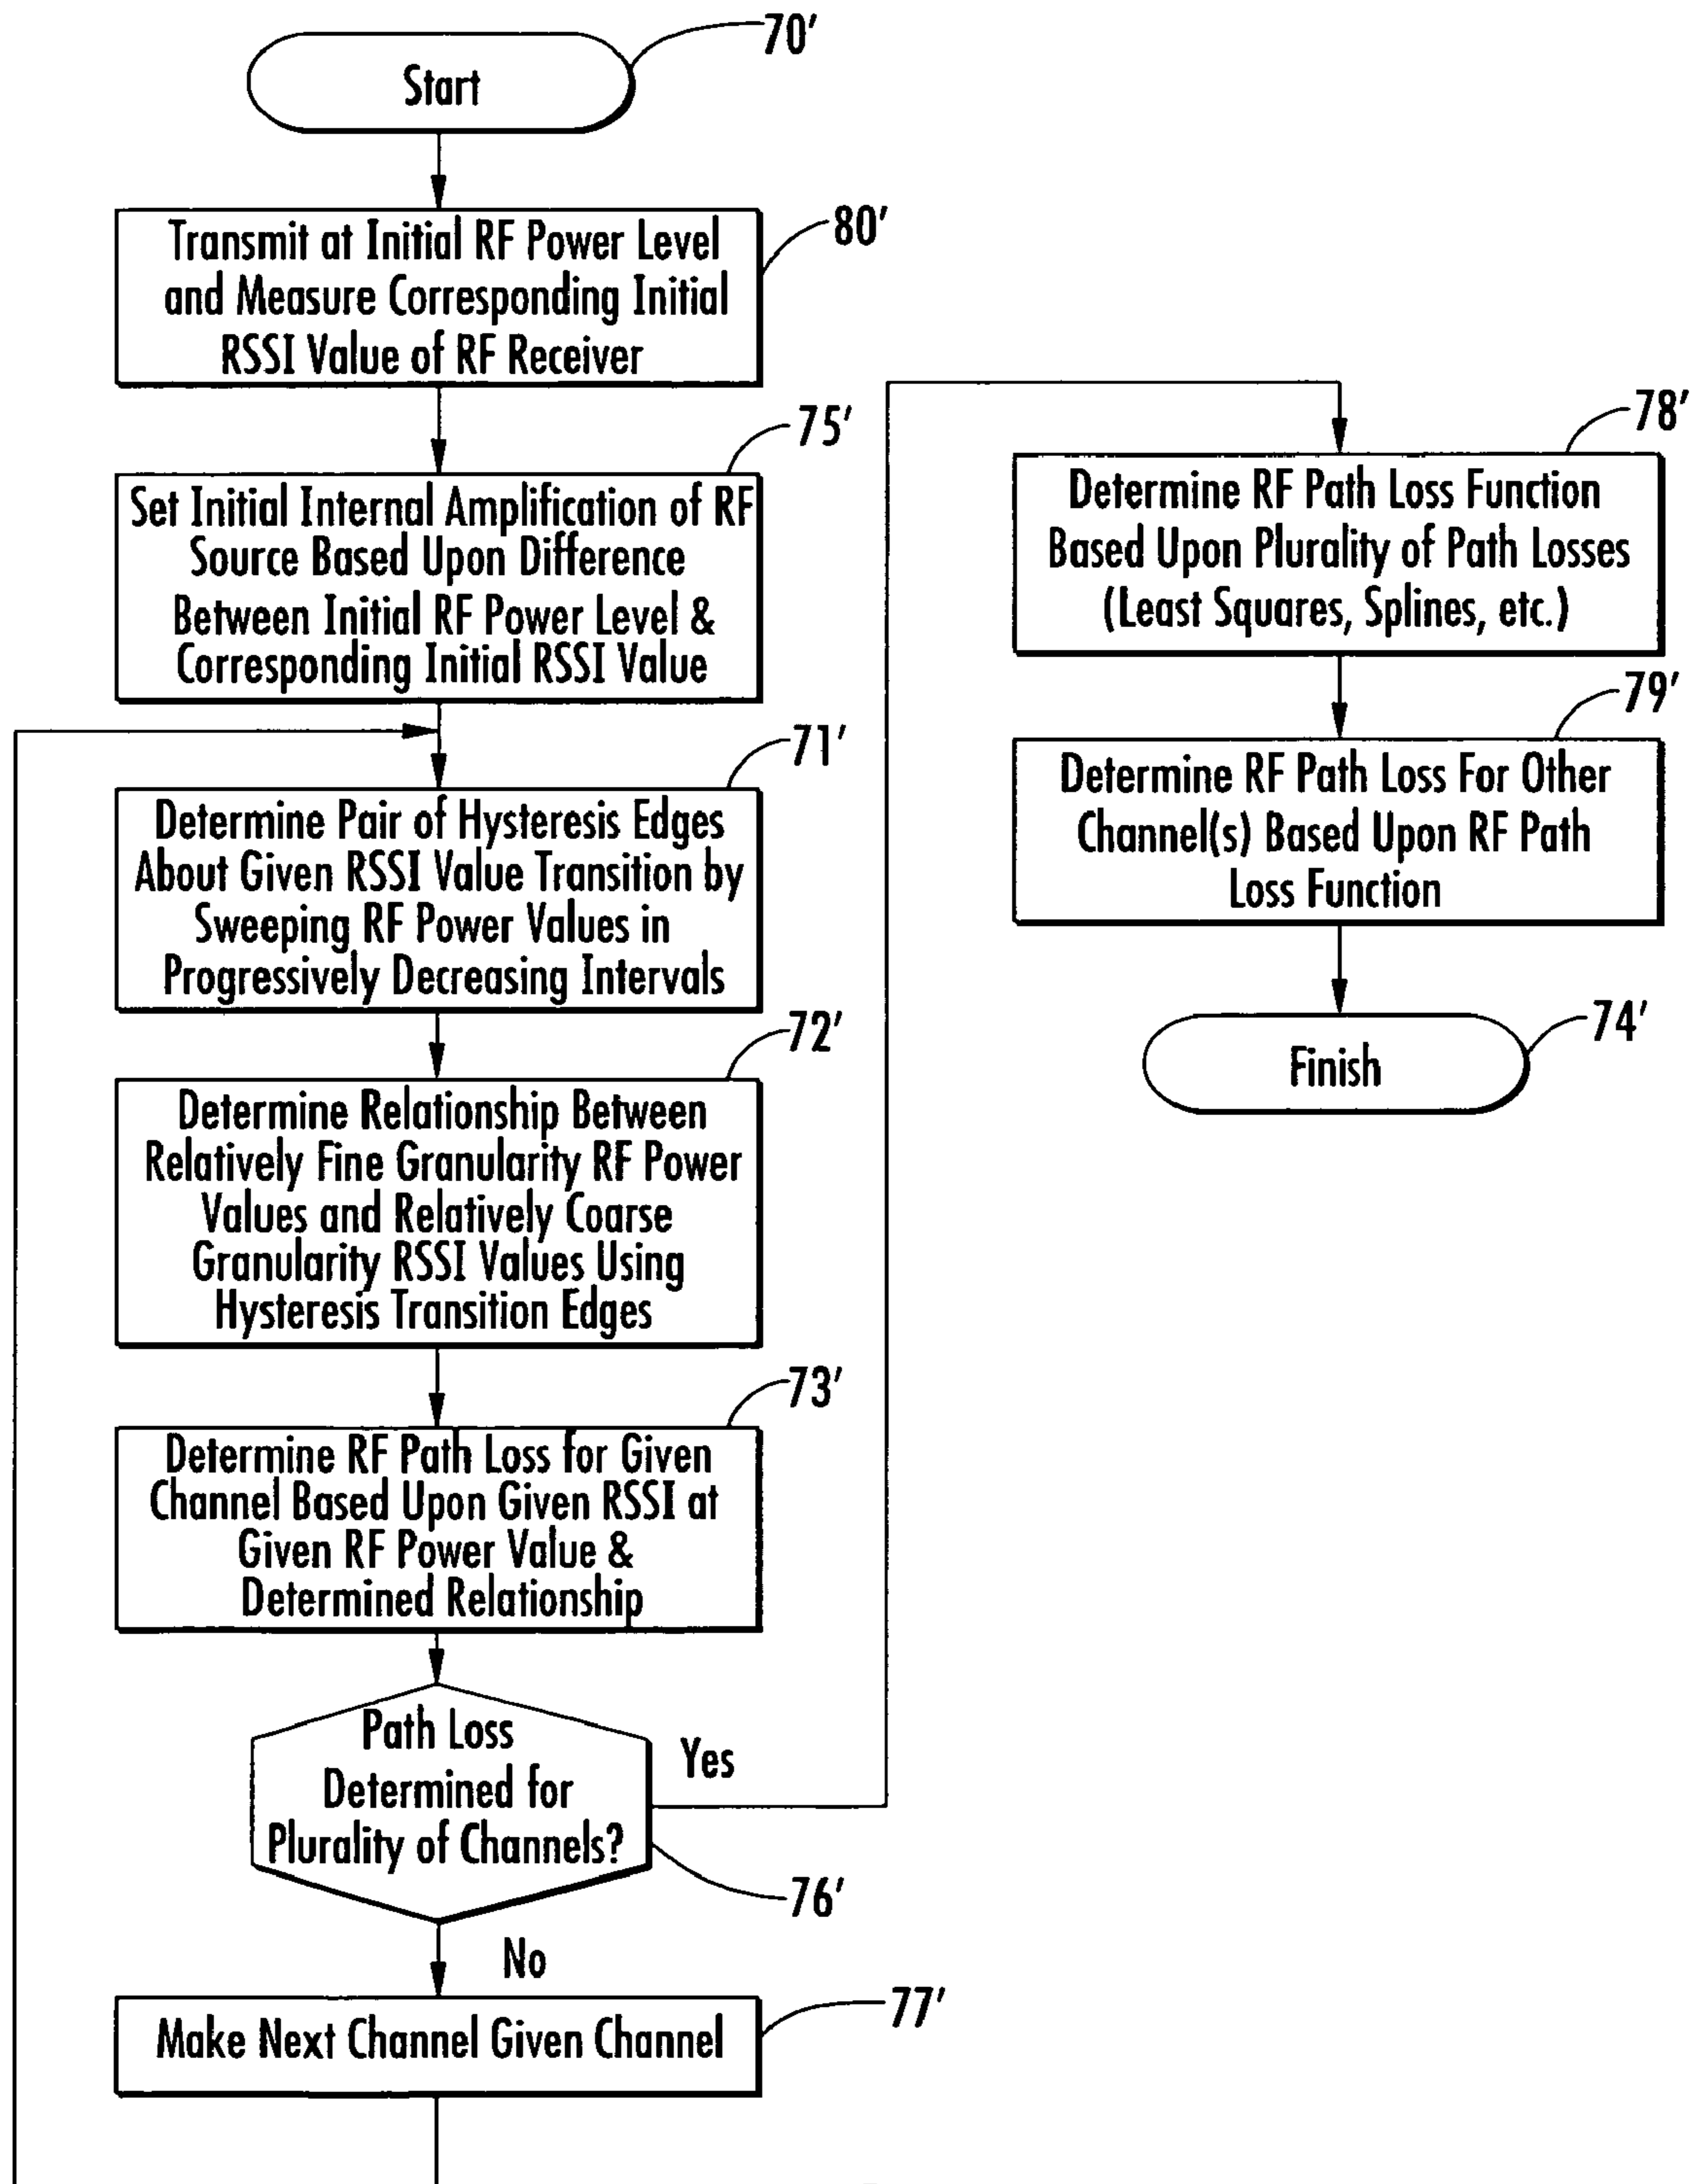 70'
Start
80'
Transmit at Initial RF Power Level
and Measure Corresponding Initial
RSSI Value of RF Receiver
75'
Set Initial Internal Amplification of RF
Source Based Upon Difference
Between Initial RF Power Level &
Corresponding Initial RSSI Value
71'
Determine Pair of Hysteresis Edges
About Given RSSI Value Transition by
Sweeping RF Power Values in
Progressively Decreasing Intervals
72'
Determine Relationship Between
Relatively Fine Granularity RF Power
Values and Relatively Coarse
Granularity RSSI Values Using
Hysteresis Transition Edges
73'
Determine RF Path Loss for Given
Channel Based Upon Given RSSI at
Given RF Power Value &
Determined Relationship
Path Loss
Determined for
Plurality of Channels?
Yes
76'
No
77'
Make Next Channel Given Channel
78'
Determine RF Path Loss Function
Based Upon Plurality of Path Losses
(Least Squares, Splines, etc.)
79'
Determine RF Path Loss For Other
Channel(s) Based Upon RF Path
Loss Function
74'
Finish